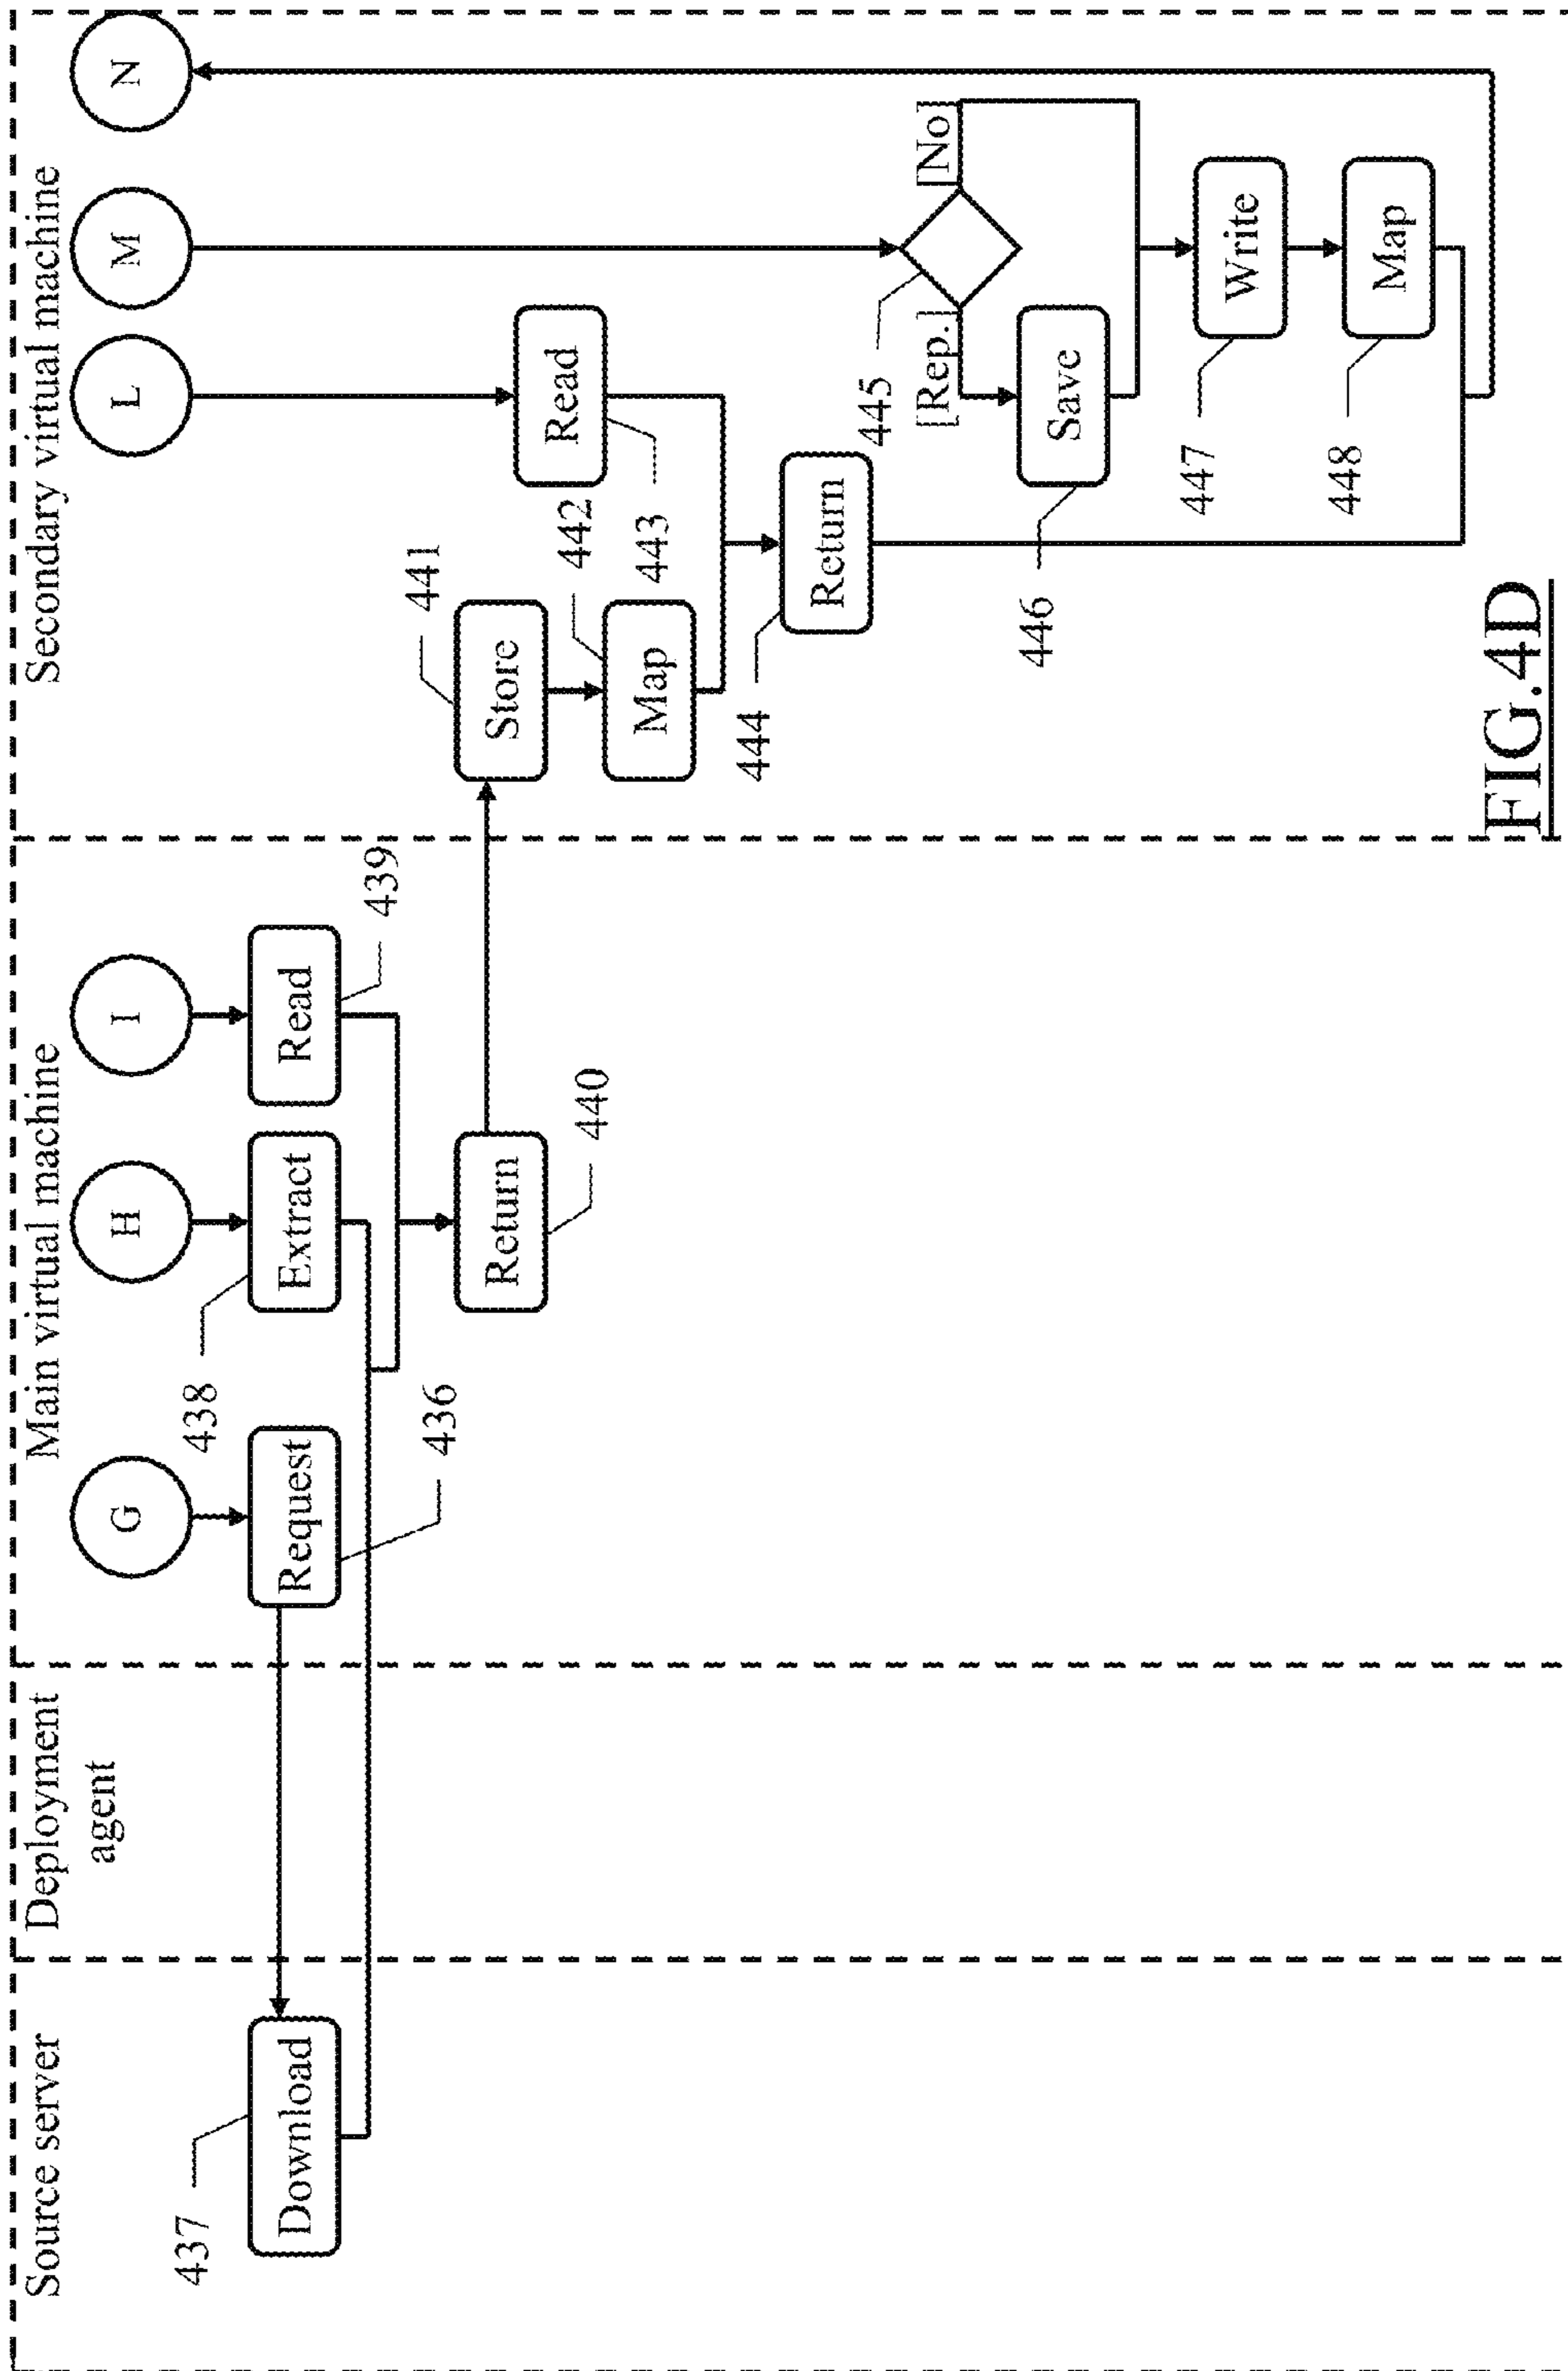 Source server
Deployment
agent
Main virtual machine
Secondary virtual machine
G
H
I
L
M
N
437
Download
438
Request
Extract
Read
436
439
Return
440
441
Store
442
Map
443
Read
444
Return
445
[Rep.]
[No]
446
Save
447
Write
448
Map
FIG.4D